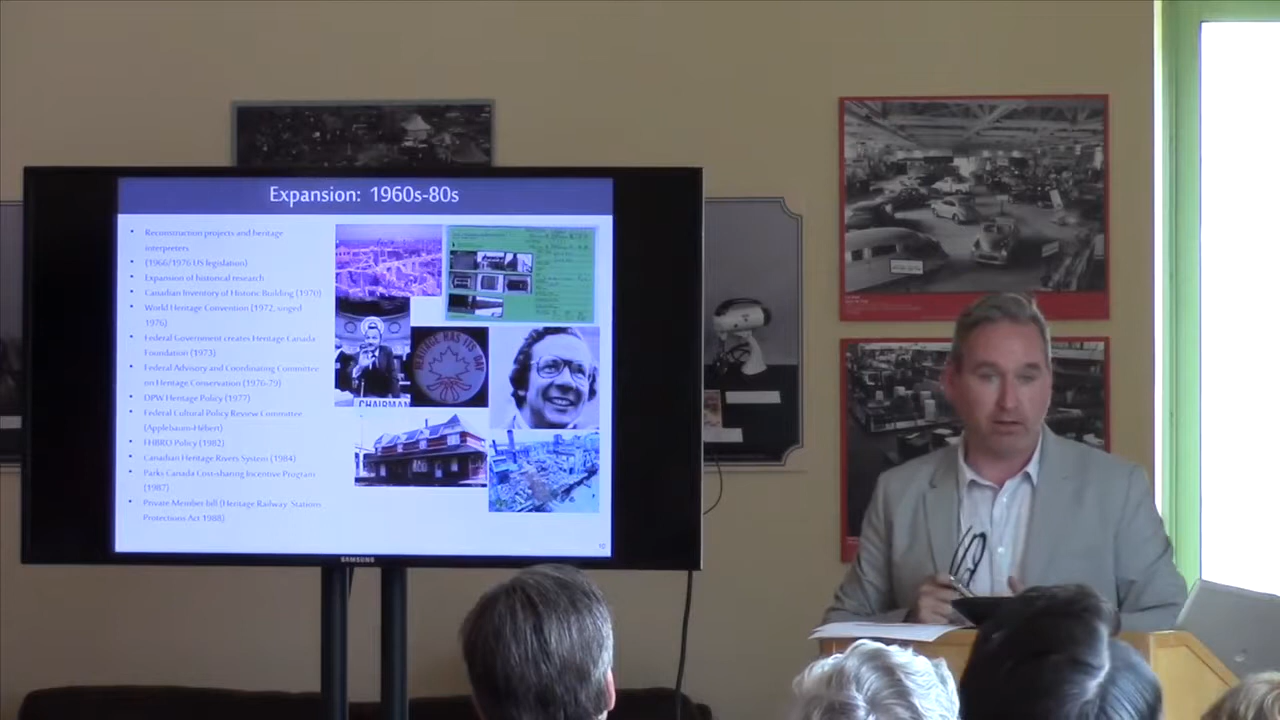 Expansion: 1960s-80s
• Reconstruction projects and heritage
interpreters.
• (1966/1976 US legislation)
• Expansion of historical research
• Canadian Inventory of Historic Building (1970)
• World Heritage Convention (1972, singed
1976)
• Federal Government creates Heritage Canada
Foundation (1973)
• Federal Advisory and Coordinating Committee
on Heritage Conservation (1976-79)
• DPW Heritage Policy (1977)
• Federal Cultural Policy Review Committee
(Applebaum-Hébert)
• FHBRO Policy (1982)
• Canadian Heritage Rivers System (1984)
• Parks Canada Cost-sharing Incentive Program
(1987)
• Private Member bill (Heritage Railway Stations
Protections Act 1988)
CHAIRMAN
HERITAGE HAS ITS DAY
10
SAMSUNG